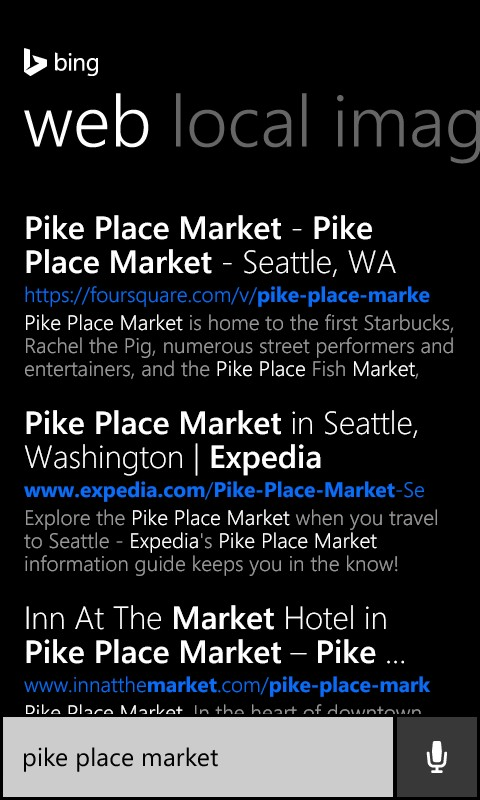 bing
web local imag
Pike Place Market - Pike
Place Market - Seattle, WA
https://foursquare.com/v/pike-place-marke
Pike Place Market is home to the first Starbucks,
Rachel the Pig, numerous street performers and
entertainers, and the Pike Place Fish Market,
Pike Place Market in Seattle,
Washington | Expedia
www.expedia.com/Pike-Place-Market-Se
Explore the Pike Place Market when you travel
to Seattle - Expedia's Pike Place Market
information guide keeps you in the know!
Inn At The Market Hotel in
Pike Place Market – Pike ...
www.innatthemarket.com/pike-place-mark
Pike Place Market. In the heart of downtown
pike place market